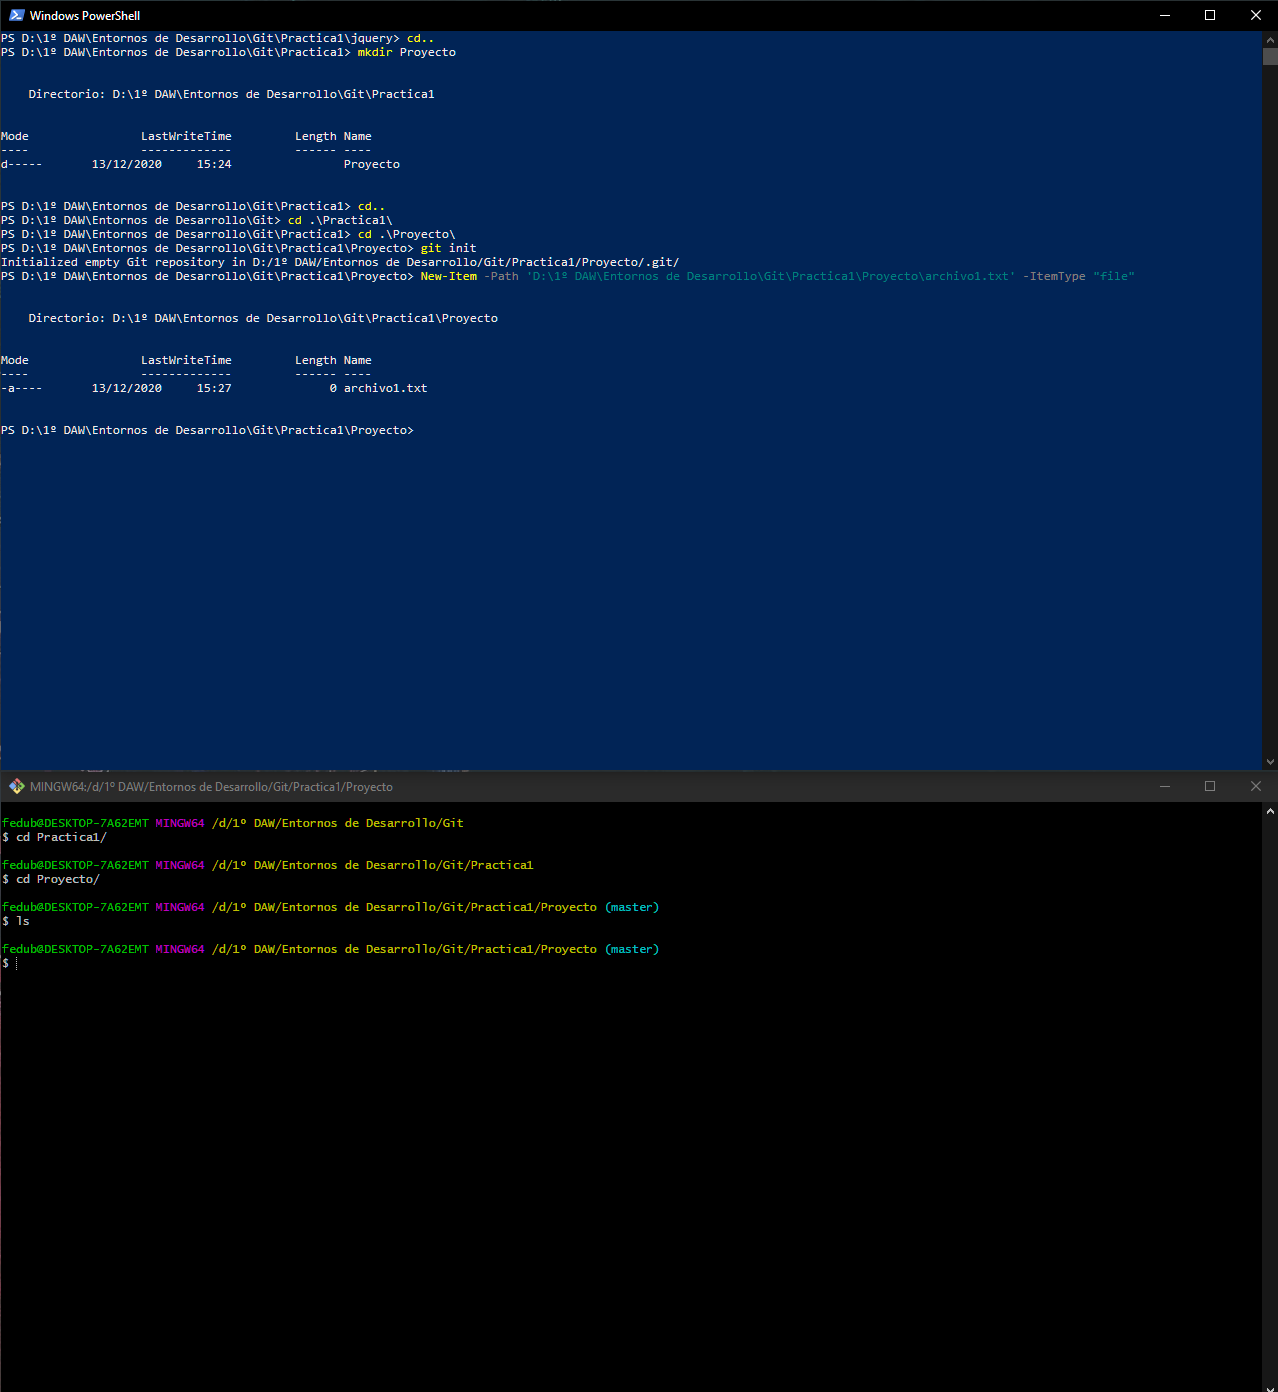 Windows PowerShell
PS D:\1º DAW\Entornos de Desarrollo\Git\Practica1\jquery> cd..
PS D:\1º DAW\Entornos de Desarrollo\Git\Practica1> mkdir Proyecto
Directorio: D:\1º DAW\Entornos de Desarrollo\Git\Practica1
Mode                LastWriteTime         Length Name
----                -------------         ------ ----
d-----       13/12/2020     15:24                Proyecto
PS D:\1º DAW\Entornos de Desarrollo\Git\Practica1> cd..
PS D:\1º DAW\Entornos de Desarrollo\Git> cd .\Practica1\
PS D:\1º DAW\Entornos de Desarrollo\Git\Practica1> cd .\Proyecto\
PS D:\1º DAW\Entornos de Desarrollo\Git\Practica1\Proyecto> git init
Initialized empty Git repository in D:/1º DAW/Entornos de Desarrollo/Git/Practica1/Proyecto/.git/
PS D:\1º DAW\Entornos de Desarrollo\Git\Practica1\Proyecto> New-Item -Path 'D:\1º DAW\Entornos de Desarrollo\Git\Practica1\Proyecto\archivo1.txt' -ItemType "file"
Directorio: D:\1º DAW\Entornos de Desarrollo\Git\Practica1\Proyecto
Mode                LastWriteTime         Length Name
----                -------------         ------ ----
-a----       13/12/2020     15:27              0 archivo1.txt
PS D:\1º DAW\Entornos de Desarrollo\Git\Practica1\Proyecto>
MINGW64:/d/1º DAW/Entornos de Desarrollo/Git/Practica1/Proyecto
fedub@DESKTOP-7A62EMT MINGW64 /d/1º DAW/Entornos de Desarrollo/Git
$ cd Practica1/
fedub@DESKTOP-7A62EMT MINGW64 /d/1º DAW/Entornos de Desarrollo/Git/Practica1
$ cd Proyecto/
fedub@DESKTOP-7A62EMT MINGW64 /d/1º DAW/Entornos de Desarrollo/Git/Practica1/Proyecto (master)
$ ls
fedub@DESKTOP-7A62EMT MINGW64 /d/1º DAW/Entornos de Desarrollo/Git/Practica1/Proyecto (master)
$